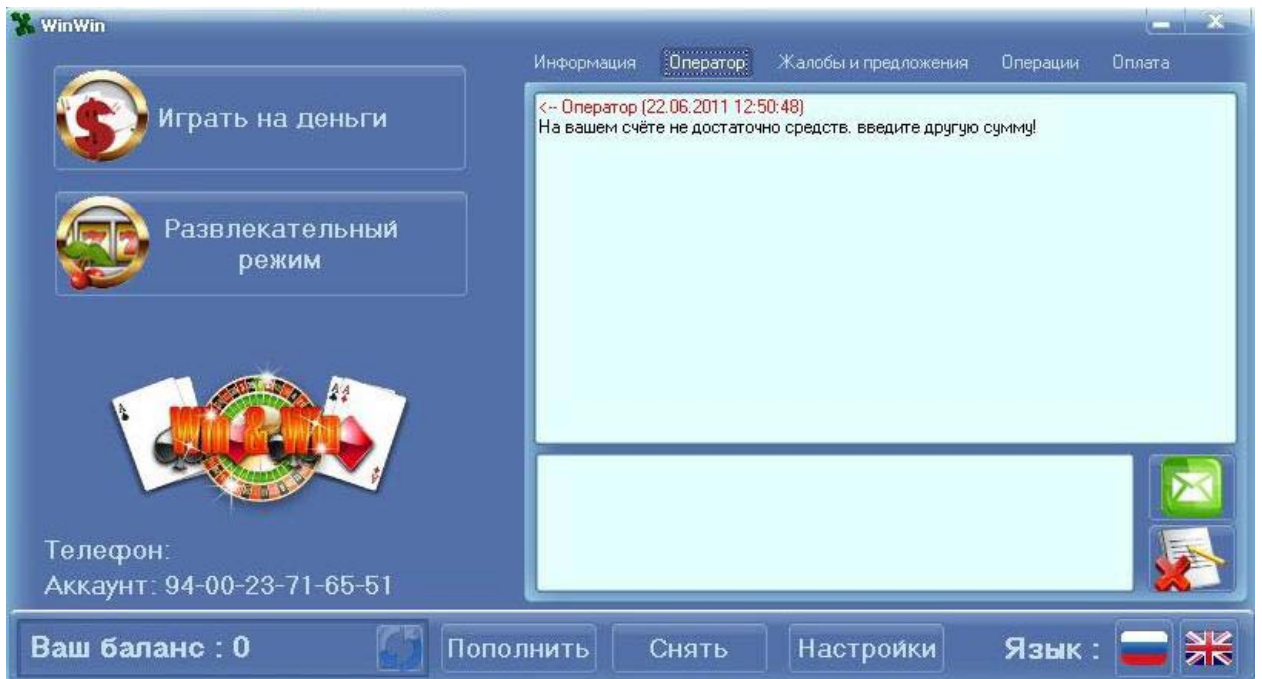 WinWin
Информация Оператор Жалобы и предложения Операции Оплата
Играть на деньги
Развлекательный
режим
<-- Оператор (22.06.2011 12:50:48)
На вашем счёте не достаточно средств. введите другую сумму!
Win & Win
Телефон:
Аккаунт: 94-00-23-71-65-51
Ваш баланс : 0 Пополнить Снять Настройки Язык :